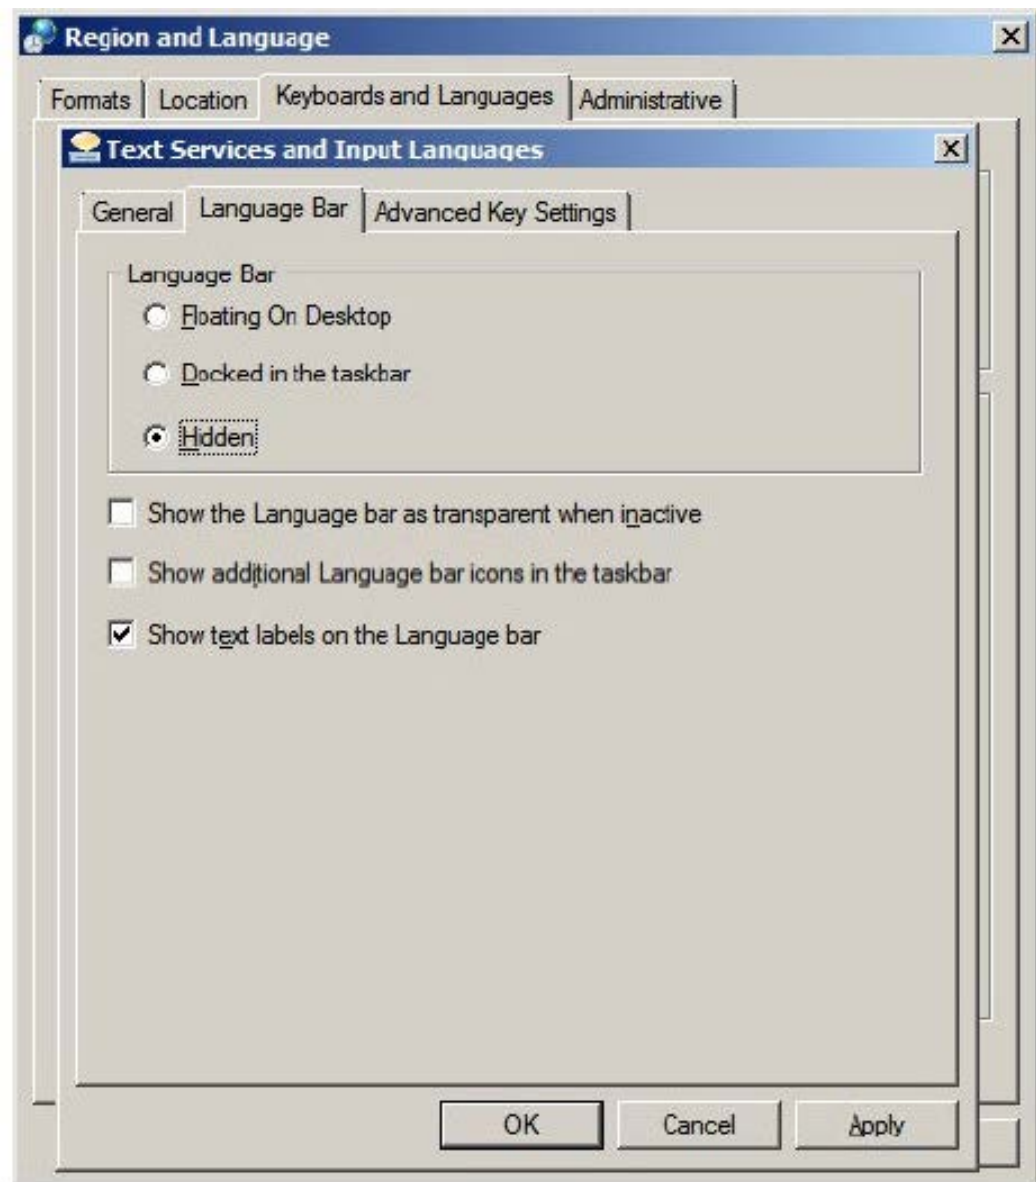 Region and Language
Formats Location Keyboards and Languages Administrative
Text Services and Input Languages
General Language Bar Advanced Key Settings
Language Bar
Floating On Desktop
Docked in the taskbar
Hidden
Show the Language bar as transparent when inactive
Show additional Language bar icons in the taskbar
Show text labels on the Language bar
OK Cancel Apply